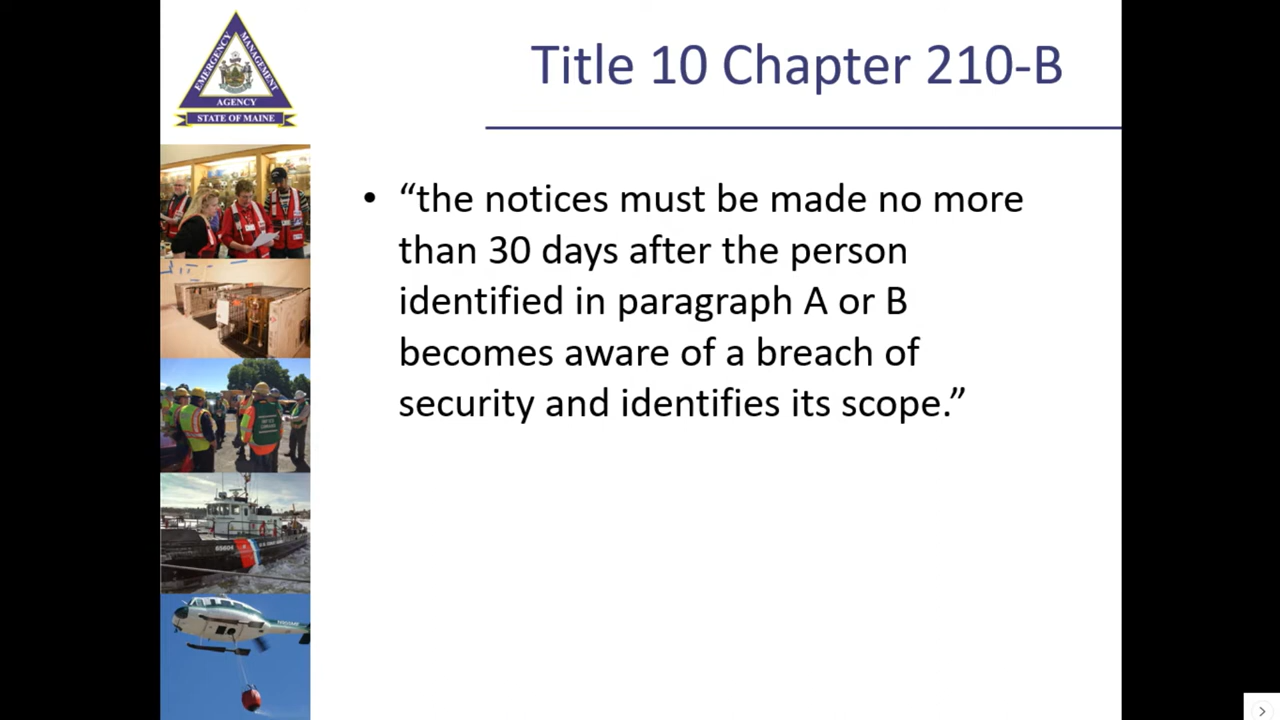 EMERGENCY MANAGEMENT
AGENCY
STATE OF MAINE
Title 10 Chapter 210-B
• “the notices must be made no more
than 30 days after the person
identified in paragraph A or B
becomes aware of a breach of
security and identifies its scope.”